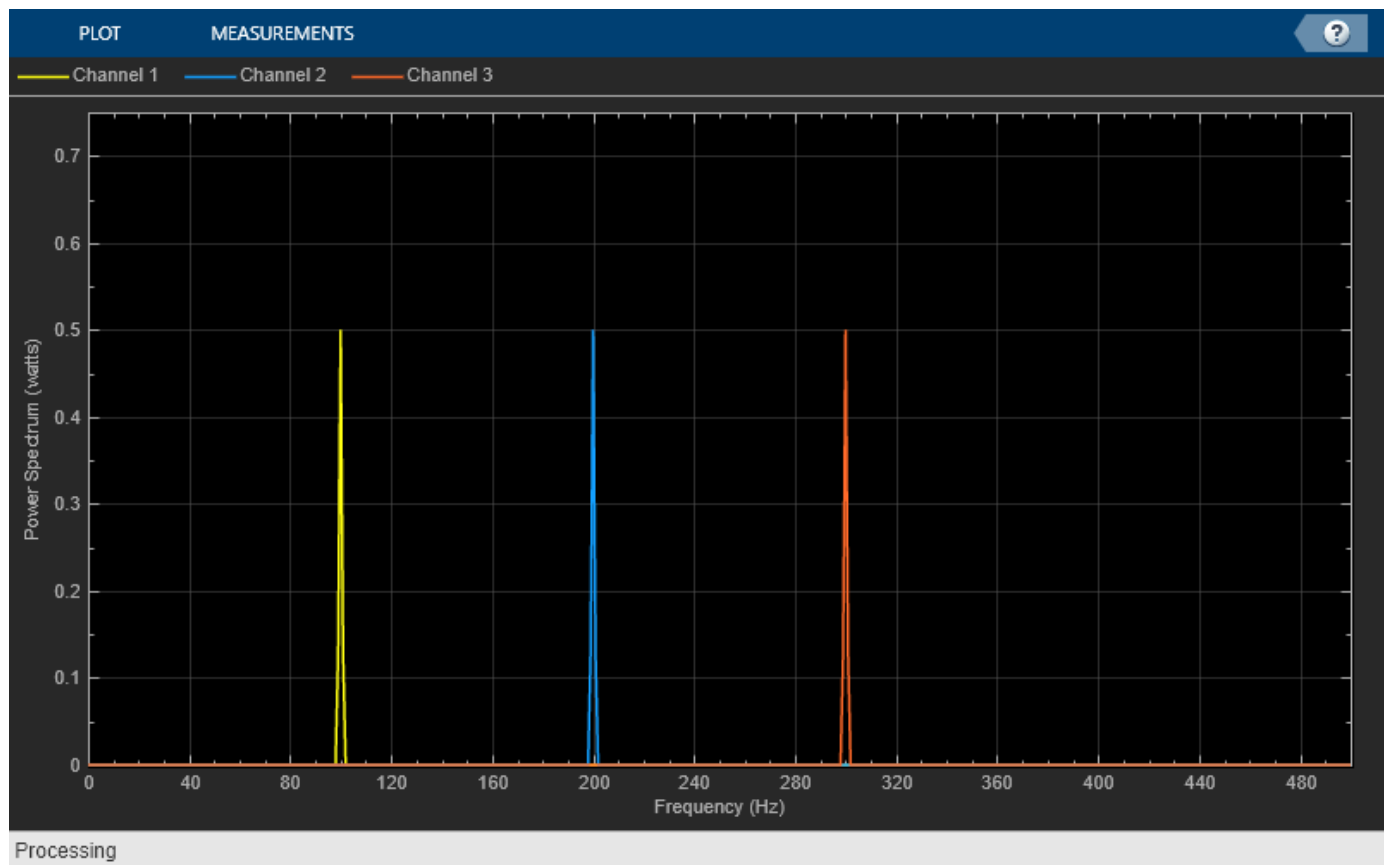 PLOT MEASUREMENTS ?
Channel 1 Channel 2 Channel 3
0.7
0.6
0.5
0.4
0.3
0.2
0.1
0
Power Spectrum (watts)
0 40 80 120 160 200 240 280 320 360 400 440 480
Frequency (Hz)
Processing